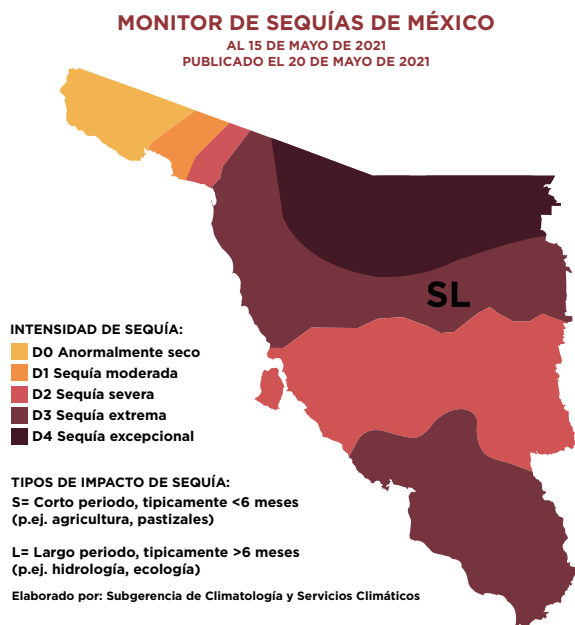 MONITOR DE SEQUÍAS DE MÉXICO
AL 15 DE MAYO DE 2021
PUBLICADO EL 20 DE MAYO DE 2021
SL
INTENSIDAD DE SEQUÍA:
D0 Anormalmente seco
D1 Sequía moderada
D2 Sequía severa
D3 Sequía extrema
D4 Sequía excepcional
TIPOS DE IMPACTO DE SEQUÍA:
S= Corto periodo, tipicamente <6 meses
(p.ej. agricultura, pastizales)
L= Largo periodo, tipicamente >6 meses
(p.ej. hidrología, ecología)
Elaborado por: Subgerencia de Climatología y Servicios Climáticos